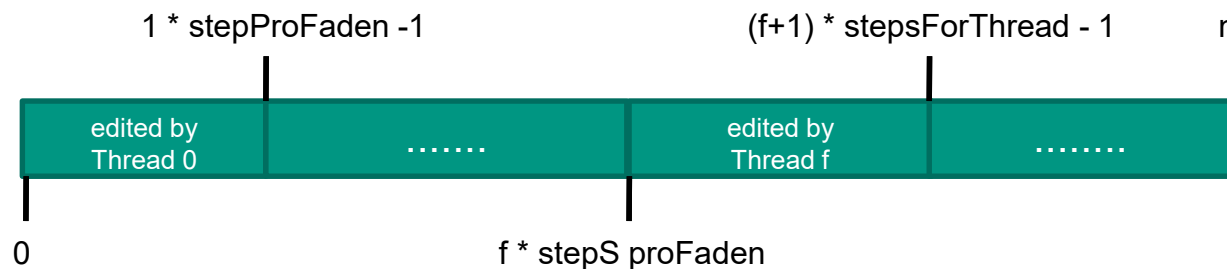 1 * stepProFaden -1
(f+1) * stepsForThread - 1
edited by
Thread 0
.......
edited by
Thread f
........
0
f * stepS proFaden